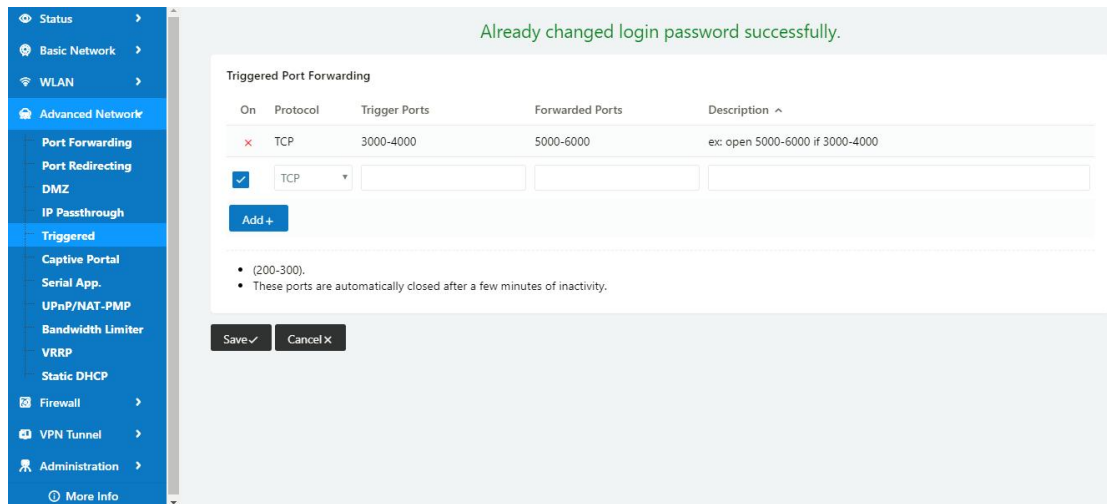 Status
Basic Network
WLAN
Advanced Network
Port Forwarding
Port Redirecting
DMZ
IP Passthrough
Triggered
Captive Portal
Serial App.
UPnP/NAT-PMP
Bandwidth Limiter
VRRP
Static DHCP
Firewall
VPN Tunnel
Administration
More Info
Already changed login password successfully.
Triggered Port Forwarding
On Protocol Trigger Ports Forwarded Ports Description
TCP 3000-4000 5000-6000 ex: open 5000-6000 if 3000-4000
TCP
Add +
• (200-300).
• These ports are automatically closed after a few minutes of inactivity.
Save Cancel